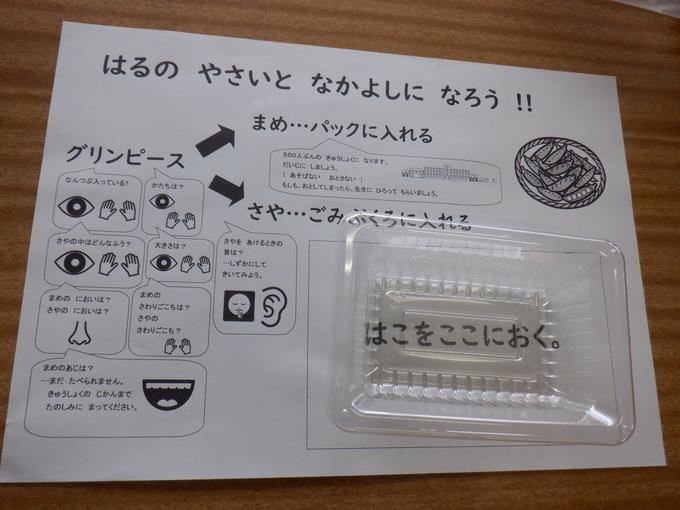 はるの やさいと なかよしに なろう !!
まめ…パックに入れる
グリンピース
550人ぶんの きゅうしょくに なります。
だいじに しましょう。
( あそばない おとさない )
もしも、おとしてしまったら、先生に ひろって もらいましょう。
さや…ごみぶくろに入れる
なんつぶ入っている?
かたちは?
さやの中はどんなふう?
大きさは?
さやを あけるときの
音は?
…しずかにして
きいてみよう。
まめの においは?
さやの においは?
まめの
さわりごこちは?
さやの
さわりごこち?
まめのあじは?
…まだ たべられません。
きゅうしょくの じかんまで
たのしみに まってください。
はこをここにおく。